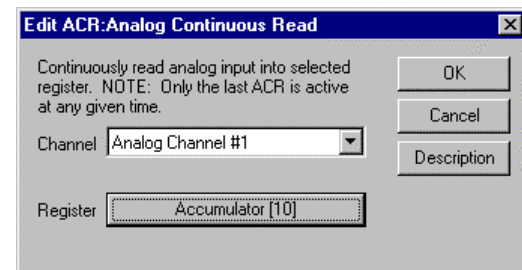 Edit ACR:Analog Continuous Read
Continuously read analog input into selected
register. NOTE: Only the last ACR is active
at any given time.
Channel Analog Channel #1
Register Accumulator [10]
OK
Cancel
Description